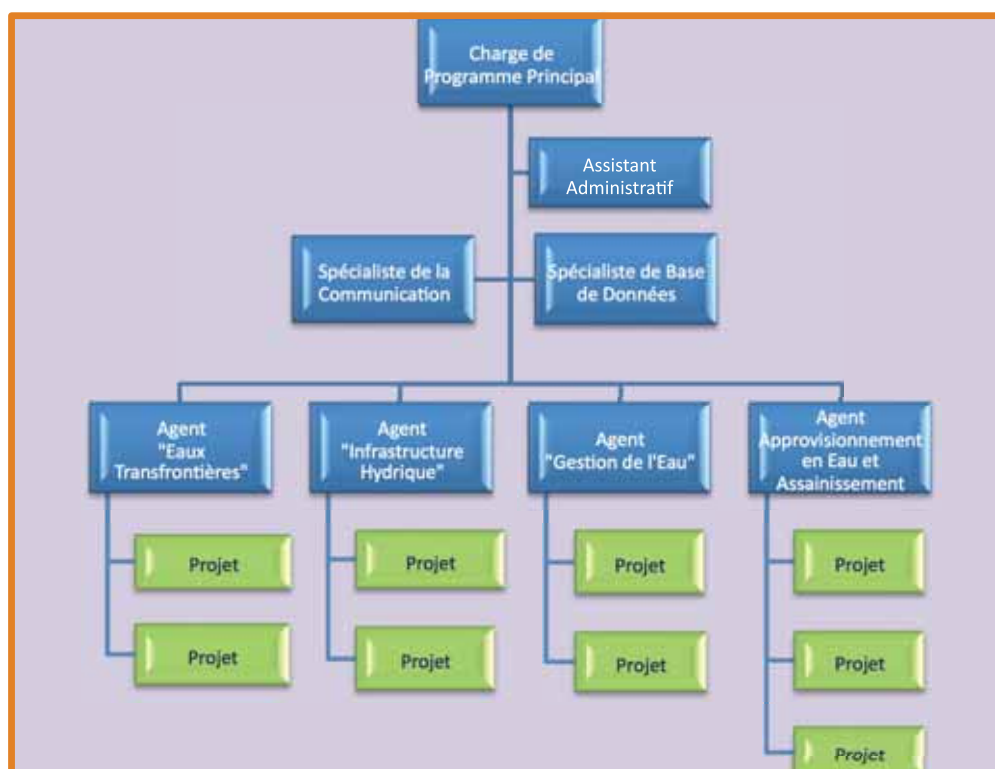 Charge de
Programme Principal
Assistant
Administratif
Spécialiste de la
Communication
Spécialiste de Base
de Données
Agent
"Eaux
Transfrontières"
Agent
"Infrastructure
Hydrique"
Agent
"Gestion de l'Eau"
Agent
Approvisionnement
en Eau et
Assainissement
Projet
Projet
Projet
Projet
Projet
Projet
Projet
Projet
Projet